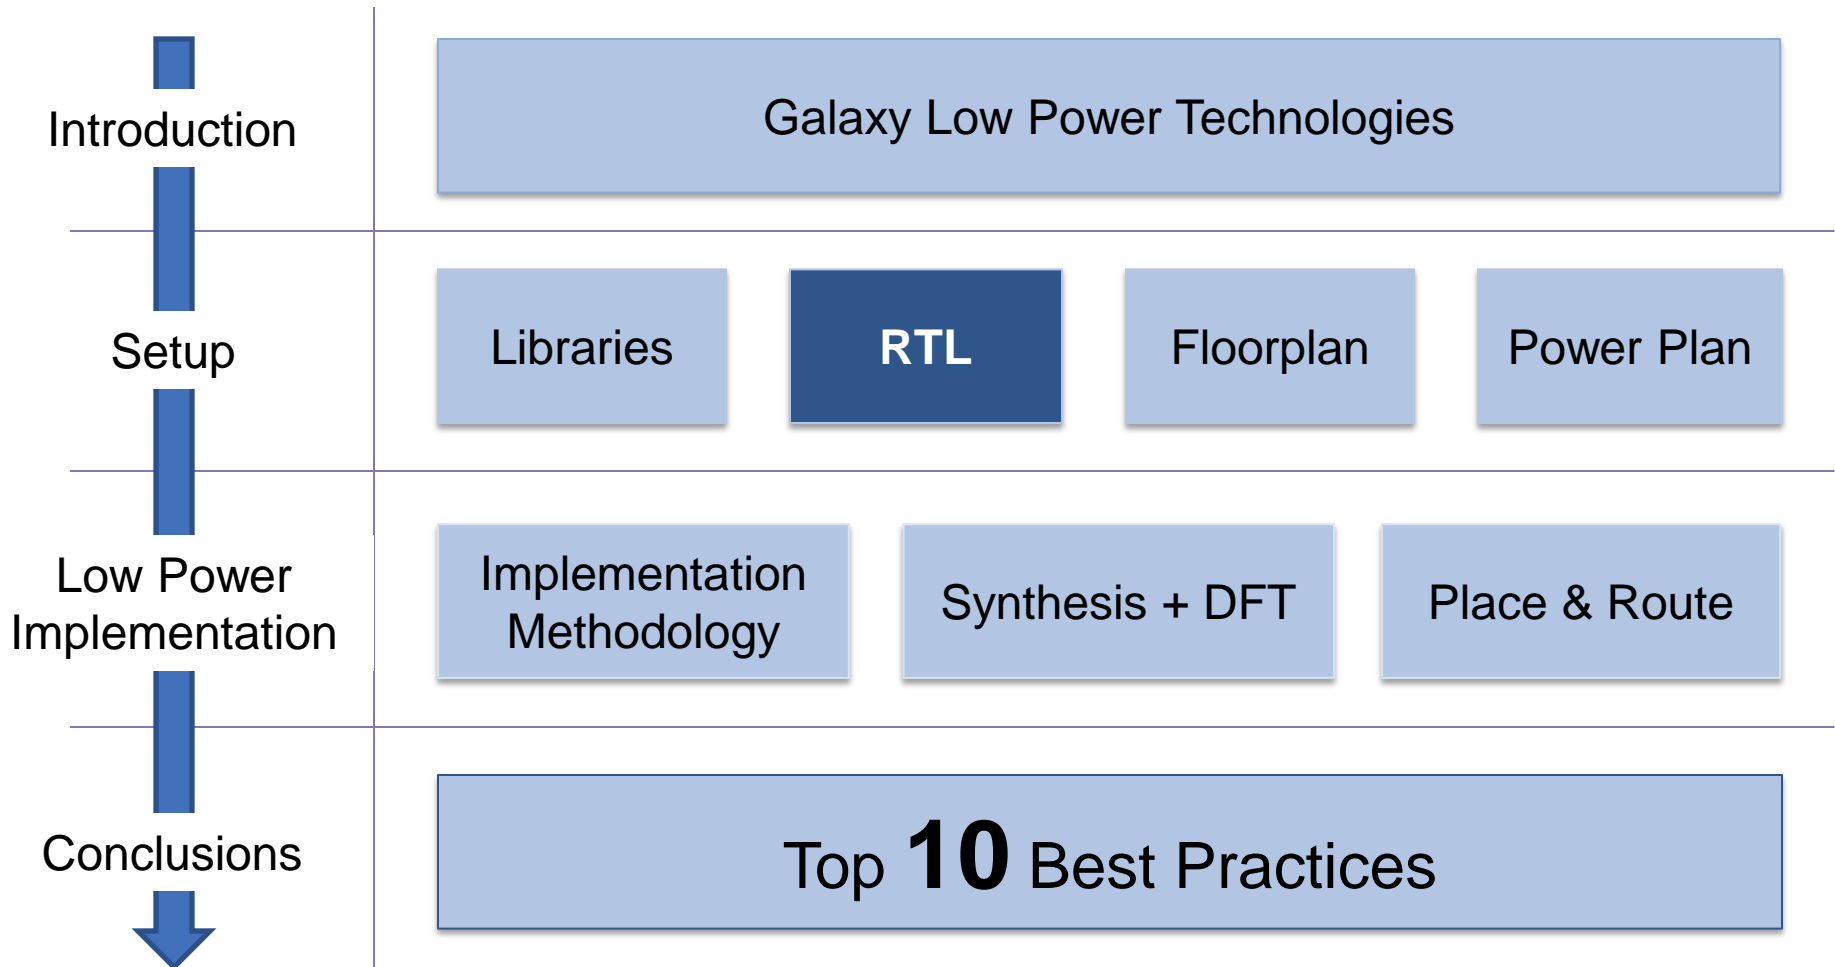 Introduction
Galaxy Low Power Technologies
Setup
Libraries
RTL
Floorplan
Power Plan
Low Power
Implementation
Implementation
Methodology
Synthesis + DFT
Place & Route
Conclusions
Top 10 Best Practices